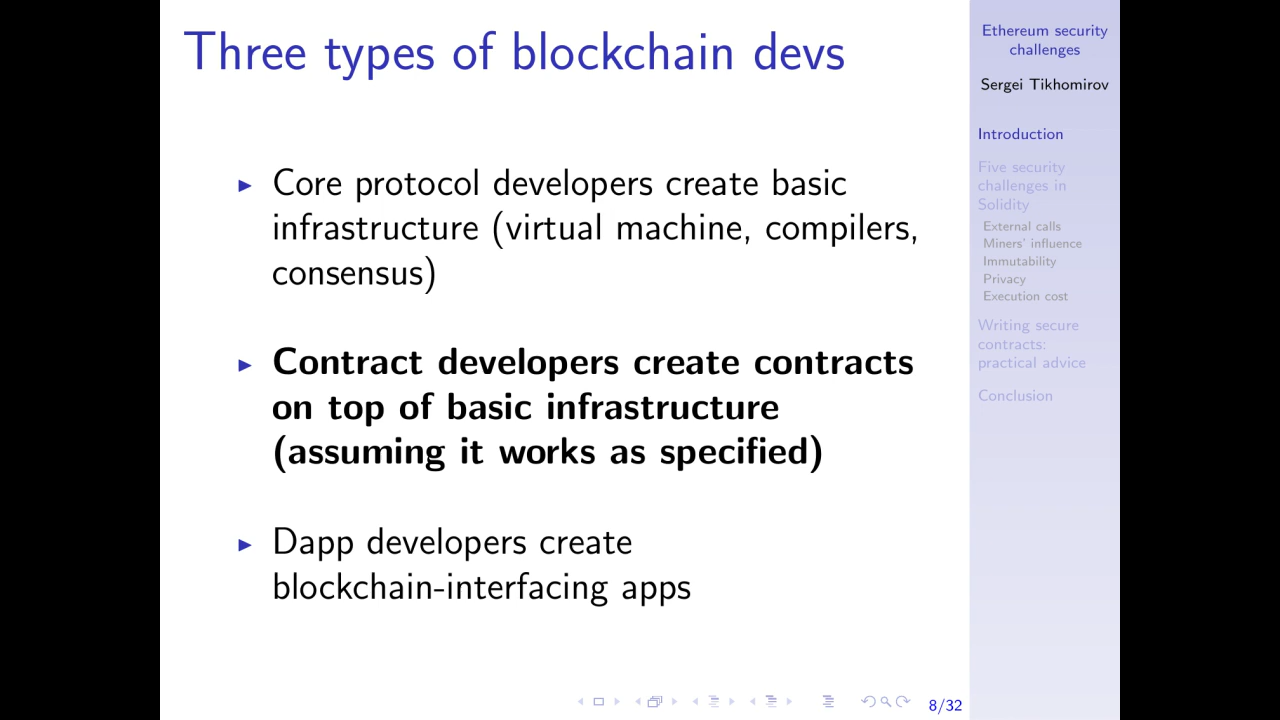 Three types of blockchain devs
Core protocol developers create basic
infrastructure (virtual machine, compilers,
consensus)
Contract developers create contracts
on top of basic infrastructure
(assuming it works as specified)
Dapp developers create
blockchain-interfacing apps
Ethereum security
challenges
Sergei Tikhomirov
Introduction
Five security
challenges in
Solidity
External calls
Miners' influence
Immutability
Privacy
Execution cost
Writing secure
contracts:
practical advice
Conclusion
8/32